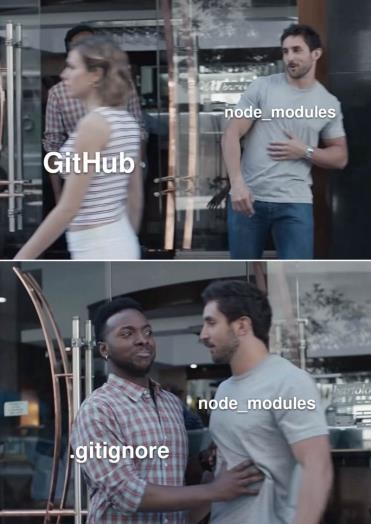 node_modules
GitHub
node_modules
.gitignore